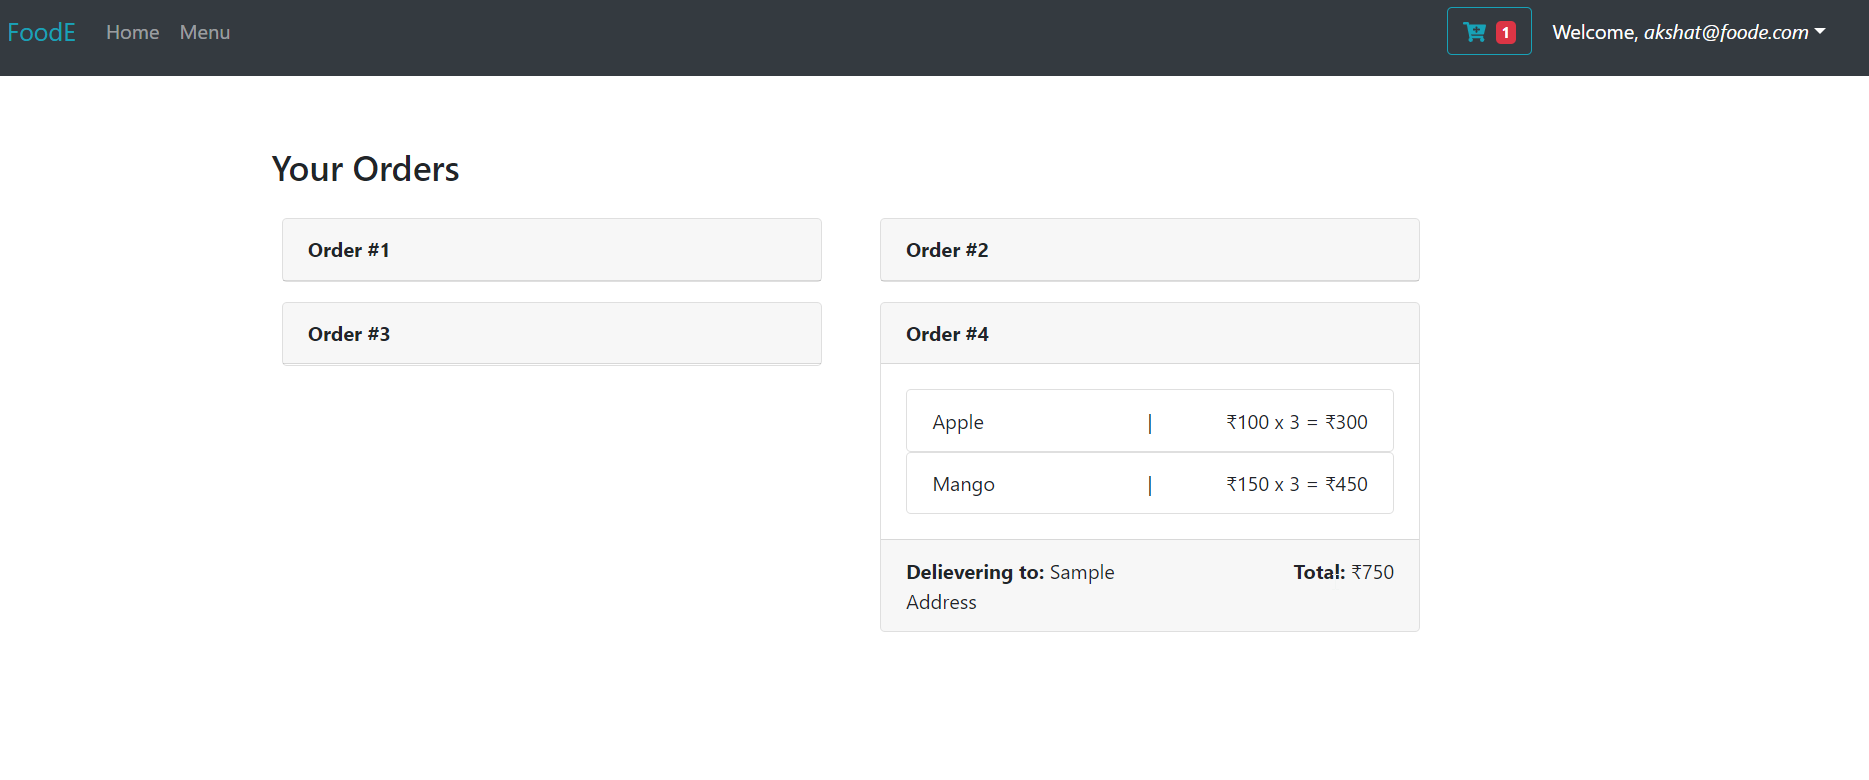 FoodE Home Menu 1 Welcome, akshat@foode.com
Your Orders
Order #1
Order #2
Order #3
Order #4
Apple | ₹100 x 3 = ₹300
Mango | ₹150 x 3 = ₹450
Delievering to: Sample Total: ₹750
Address